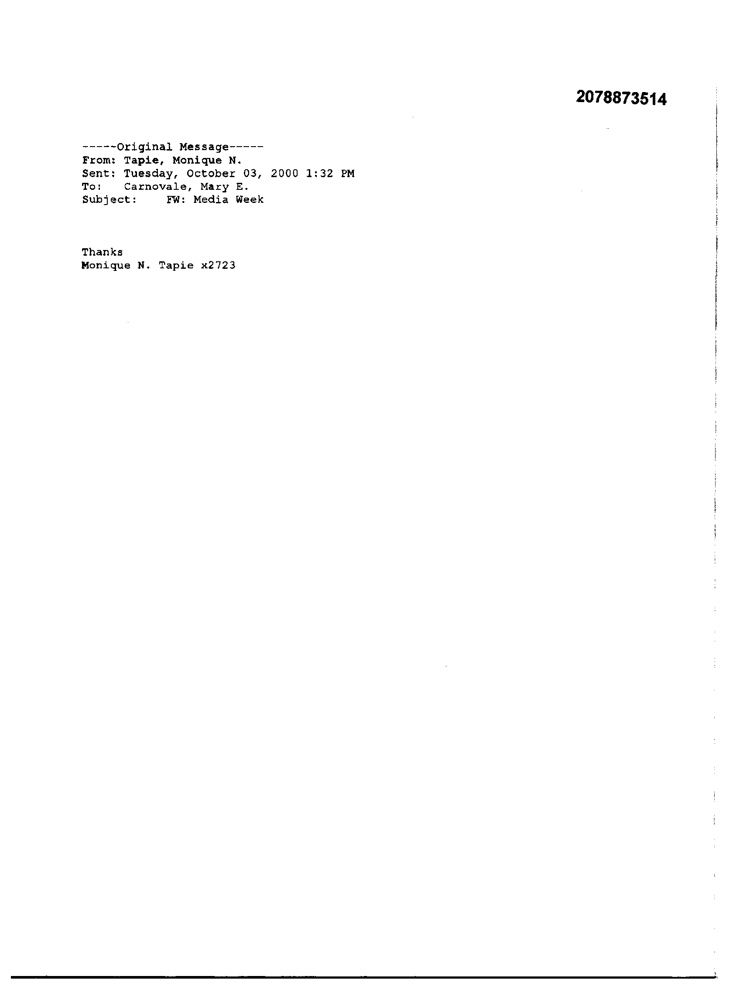 2078873514
-----Original Message-----
From: Tapie, Monique N.
Sent: Tuesday, October 03, 2000 1:32 PM
To: Carnovale, Mary E.
Subject: FW: Media Week
Thanks
Monique N. Tapie x2723